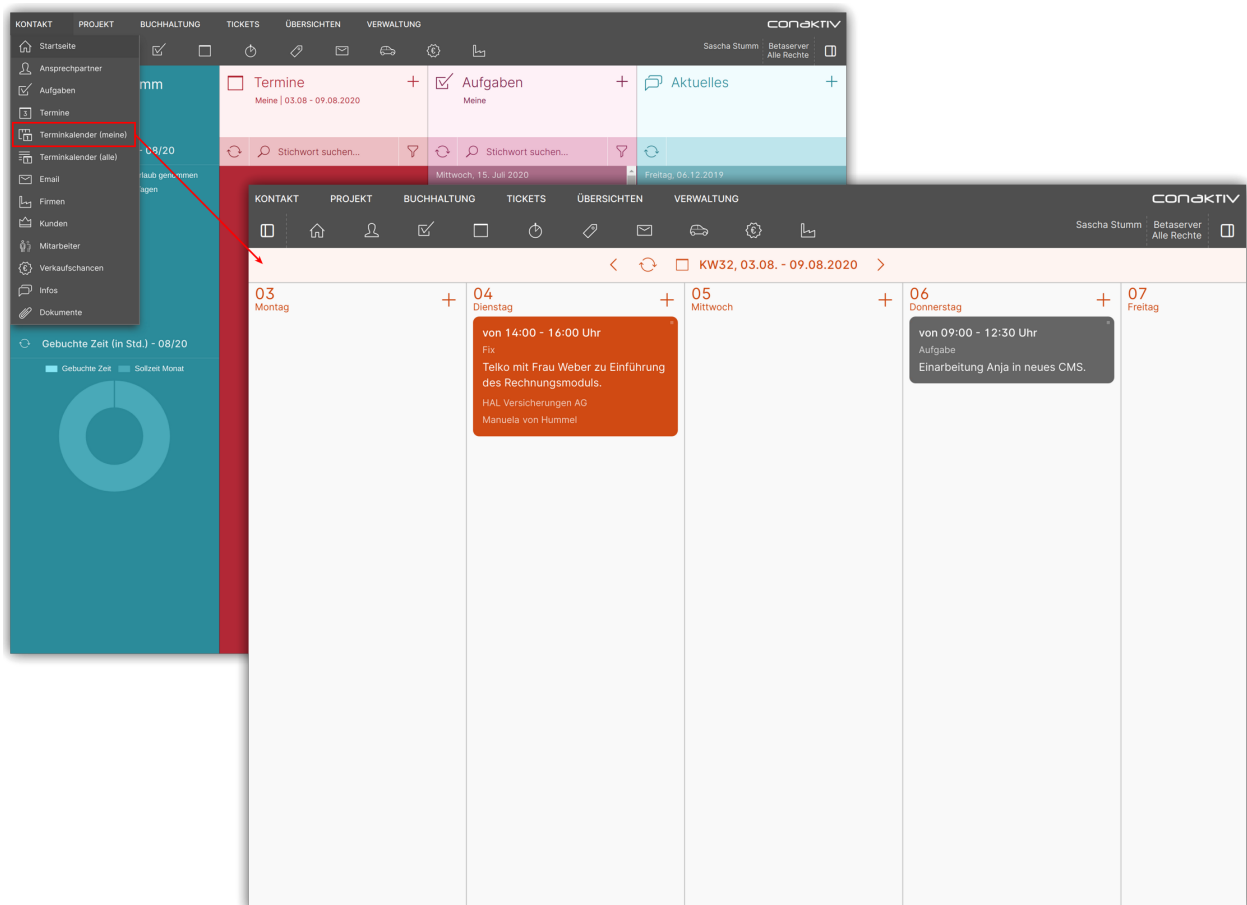 KONTAKT PROJEKT BUCHHALTUNG TICKETS ÜBERSICHTEN VERWALTUNG conaktiv
Startseite
Sascha Stumm Betaserver
Alle Rechte
Ansprechpartner
Aufgaben
3 Termine
Terminkalender (meine)
Terminkalender (alle)
Email
Firmen
Kunden
Mitarbeiter
Verkaufschancen
Infos
Dokumente
mm
- 08/20
rlaub genommen
agen
Gebuchte Zeit (in Std.) - 08/20
Gebuchte Zeit Sollzeit Monat
Termine
Meine | 03.08 - 09.08.2020
Stichwort suchen...
Aufgaben
Meine
Stichwort suchen...
Mittwoch, 15. Juli 2020
Aktuelles
Freitag, 06.12.2019
KONTAKT PROJEKT BUCHHALTUNG TICKETS ÜBERSICHTEN VERWALTUNG conaktiv
Sascha Stumm Betaserver
Alle Rechte
KW32, 03.08. - 09.08.2020
03
Montag
04
Dienstag
von 14:00 - 16:00 Uhr
Fix
Telko mit Frau Weber zu Einführung
des Rechnungsmoduls.
HAL Versicherungen AG
Manuela von Hummel
05
Mittwoch
06
Donnerstag
von 09:00 - 12:30 Uhr
Aufgabe
Einarbeitung Anja in neues CMS.
07
Freitag